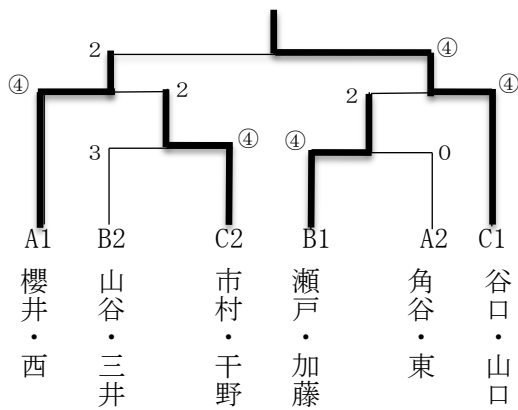 2 ④
④ 2 2 ④
3 ④ ④ 0
A1 B2 C2 B1 A2 C1
櫻井・西
山谷・三井
市村・干野
瀬戸・加藤
角谷・東
谷口・山口